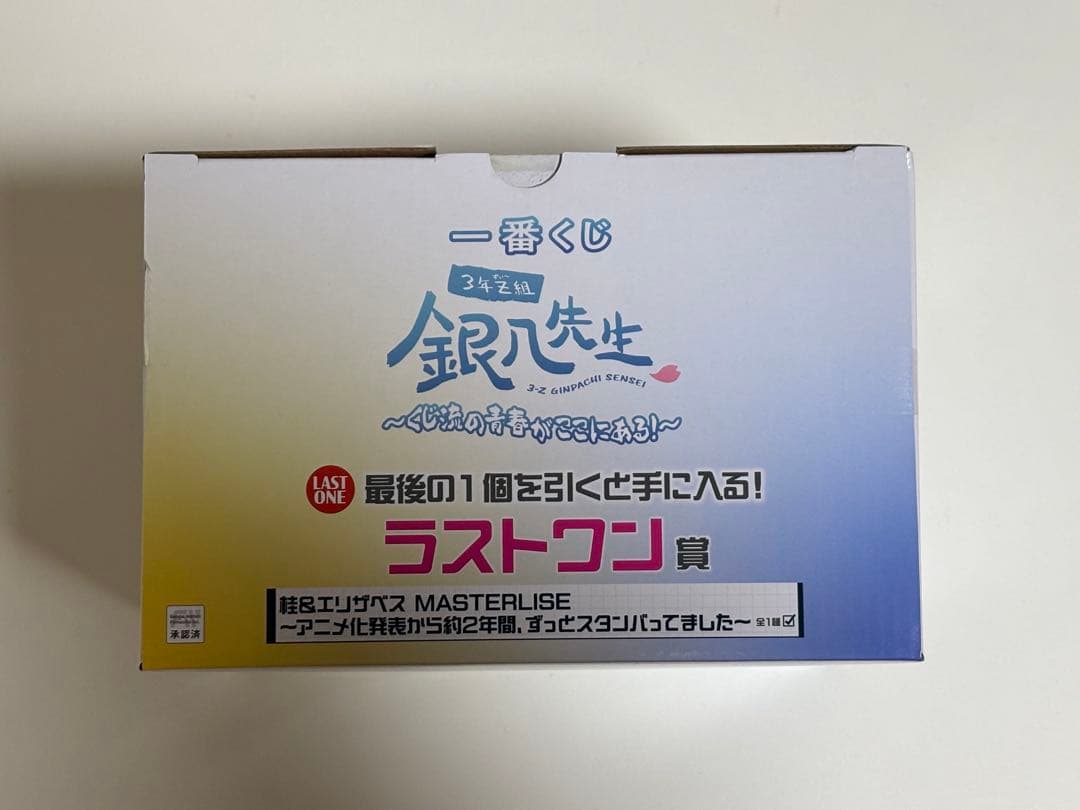 一番くじ
3年Z組
ずぃー
銀八先生
3-Z GINPACHI SENSEI
～くじ流の青春がここにある!～
LAST
ONE
最後の1個を引くと手に入る!
ラストワン賞
桂&エリザベス MASTERLISE
～アニメ化発表から約2年間、ずっとスタンバってました～ 全1種
承認済